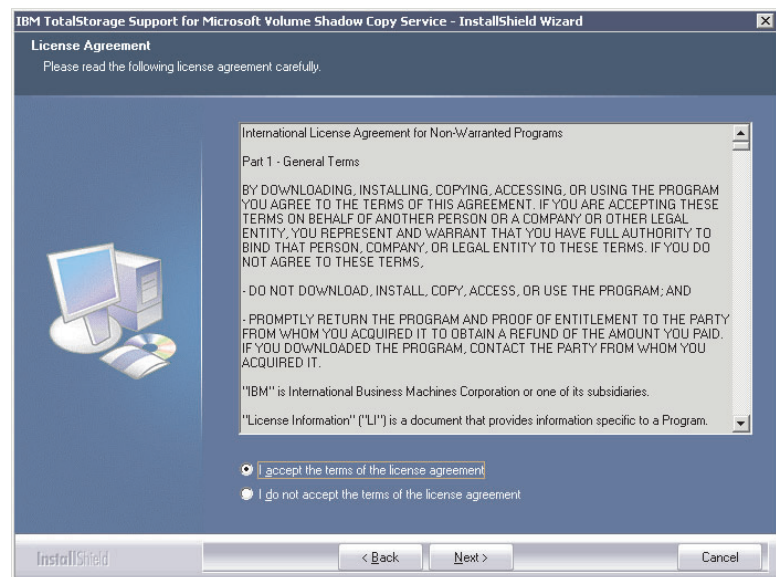 IBM TotalStorage Support for Microsoft Volume Shadow Copy Service - InstallShield Wizard
License Agreement
Please read the following license agreement carefully.
International License Agreement for Non-Warranted Programs
Part 1 - General Terms
BY DOWNLOADING, INSTALLING, COPYING, ACCESSING, OR USING THE PROGRAM
YOU AGREE TO THE TERMS OF THIS AGREEMENT. IF YOU ARE ACCEPTING THESE
TERMS ON BEHALF OF ANOTHER PERSON OR A COMPANY OR OTHER LEGAL
ENTITY, YOU REPRESENT AND WARRANT THAT YOU HAVE FULL AUTHORITY TO
BIND THAT PERSON, COMPANY, OR LEGAL ENTITY TO THESE TERMS. IF YOU DO
NOT AGREE TO THESE TERMS,
- DO NOT DOWNLOAD, INSTALL, COPY, ACCESS, OR USE THE PROGRAM; AND
- PROMPTLY RETURN THE PROGRAM AND PROOF OF ENTITLEMENT TO THE PARTY
FROM WHOM YOU ACQUIRED IT TO OBTAIN A REFUND OF THE AMOUNT YOU PAID.
IF YOU DOWNLOADED THE PROGRAM, CONTACT THE PARTY FROM WHOM YOU
ACQUIRED IT.
"IBM" is International Business Machines Corporation or one of its subsidiaries.
"License Information" ("LI") is a document that provides information specific to a Program.
I accept the terms of the license agreement
I do not accept the terms of the license agreement
InstallShield
< Back
Next >
Cancel